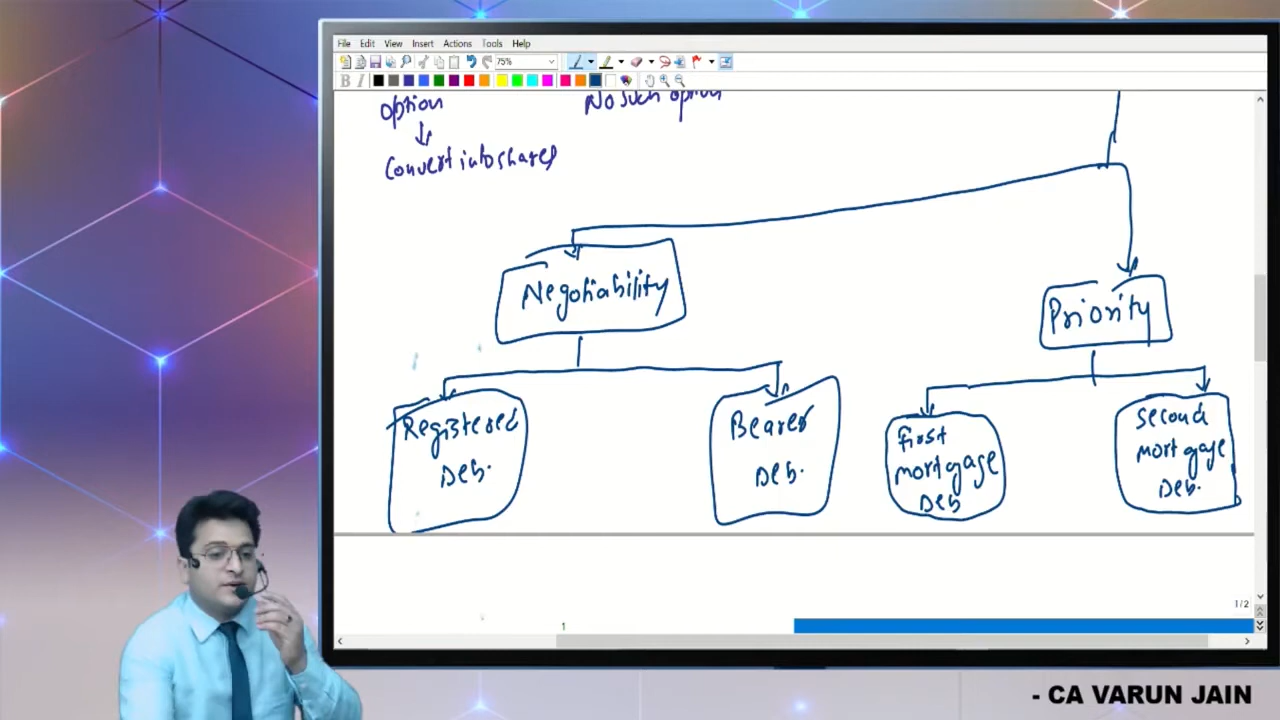 File Edit View Insert Actions Tools Help
75%
B I
option
No such option
Convert into shares
Negotiability
Priority
Registered
Deb.
Bearer
Deb.
first
mortgage
Deb
Second
mortgage
Deb.
1/2
1
- CA VARUN JAIN